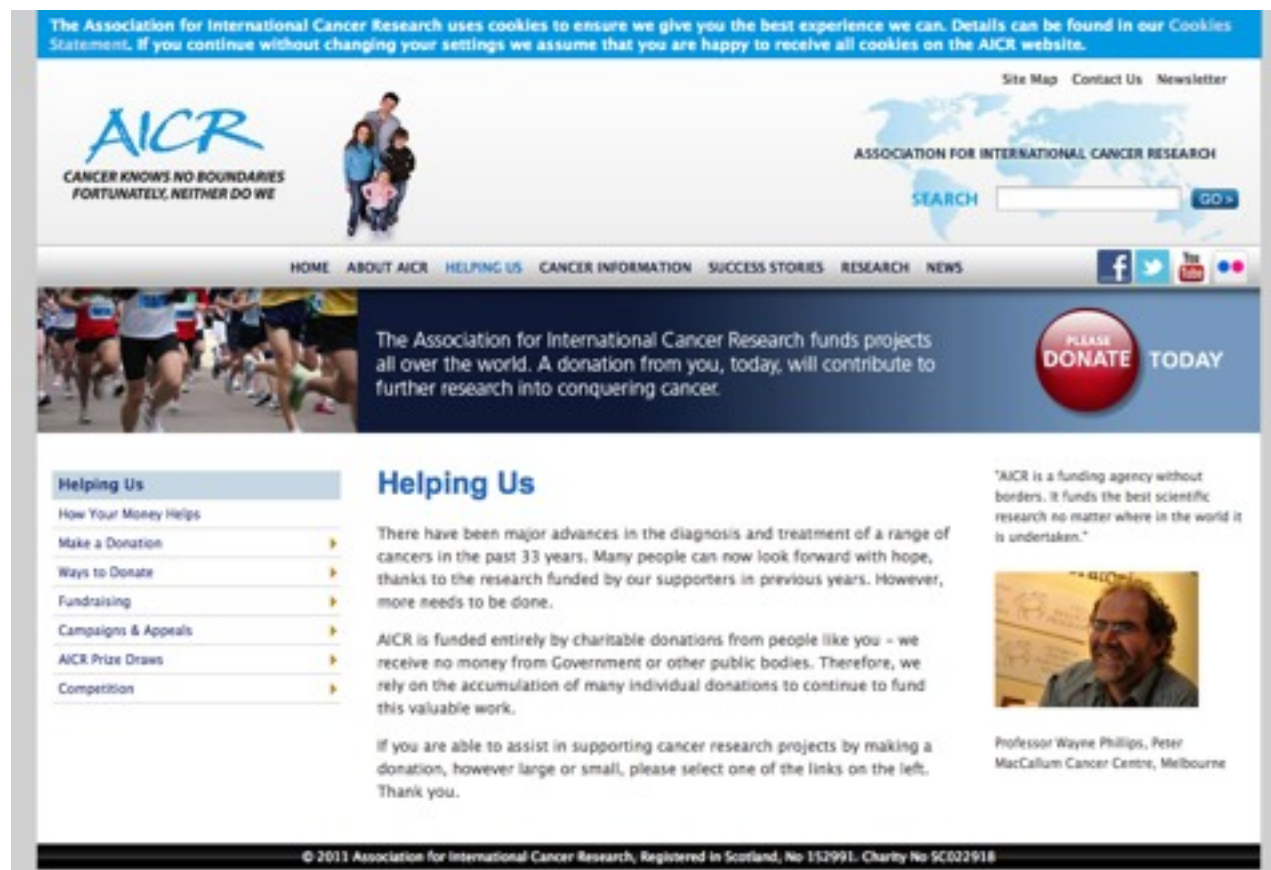 The Association for International Cancer Research uses cookies to ensure we give you the best experience we can. Details can be found in our Cookies
Statement. If you continue without changing your settings we assume that you are happy to receive all cookies on the AICR website.
Site Map Contact Us Newsletter
AICR
CANCER KNOWS NO BOUNDARIES
FORTUNATELY, NEITHER DO WE
ASSOCIATION FOR INTERNATIONAL CANCER RESEARCH
SEARCH GO >
HOME ABOUT AICR HELPING US CANCER INFORMATION SUCCESS STORIES RESEARCH NEWS
f You Tube
The Association for International Cancer Research funds projects
all over the world. A donation from you, today, will contribute to
further research into conquering cancer.
PLEASE
DONATE TODAY
Helping Us
How Your Money Helps
Make a Donation
Ways to Donate
Fundraising
Campaigns & Appeals
AICR Prize Draws
Competition
Helping Us
There have been major advances in the diagnosis and treatment of a range of
cancers in the past 33 years. Many people can now look forward with hope,
thanks to the research funded by our supporters in previous years. However,
more needs to be done.
AICR is funded entirely by charitable donations from people like you – we
receive no money from Government or other public bodies. Therefore, we
rely on the accumulation of many individual donations to continue to fund
this valuable work.
If you are able to assist in supporting cancer research projects by making a
donation, however large or small, please select one of the links on the left.
Thank you.
"AICR is a funding agency without
borders. It funds the best scientific
research no matter where in the world it
is undertaken."
Professor Wayne Phillips, Peter
MacCallum Cancer Centre, Melbourne
© 2011 Association for International Cancer Research, Registered in Scotland, No 152991. Charity No SC022918